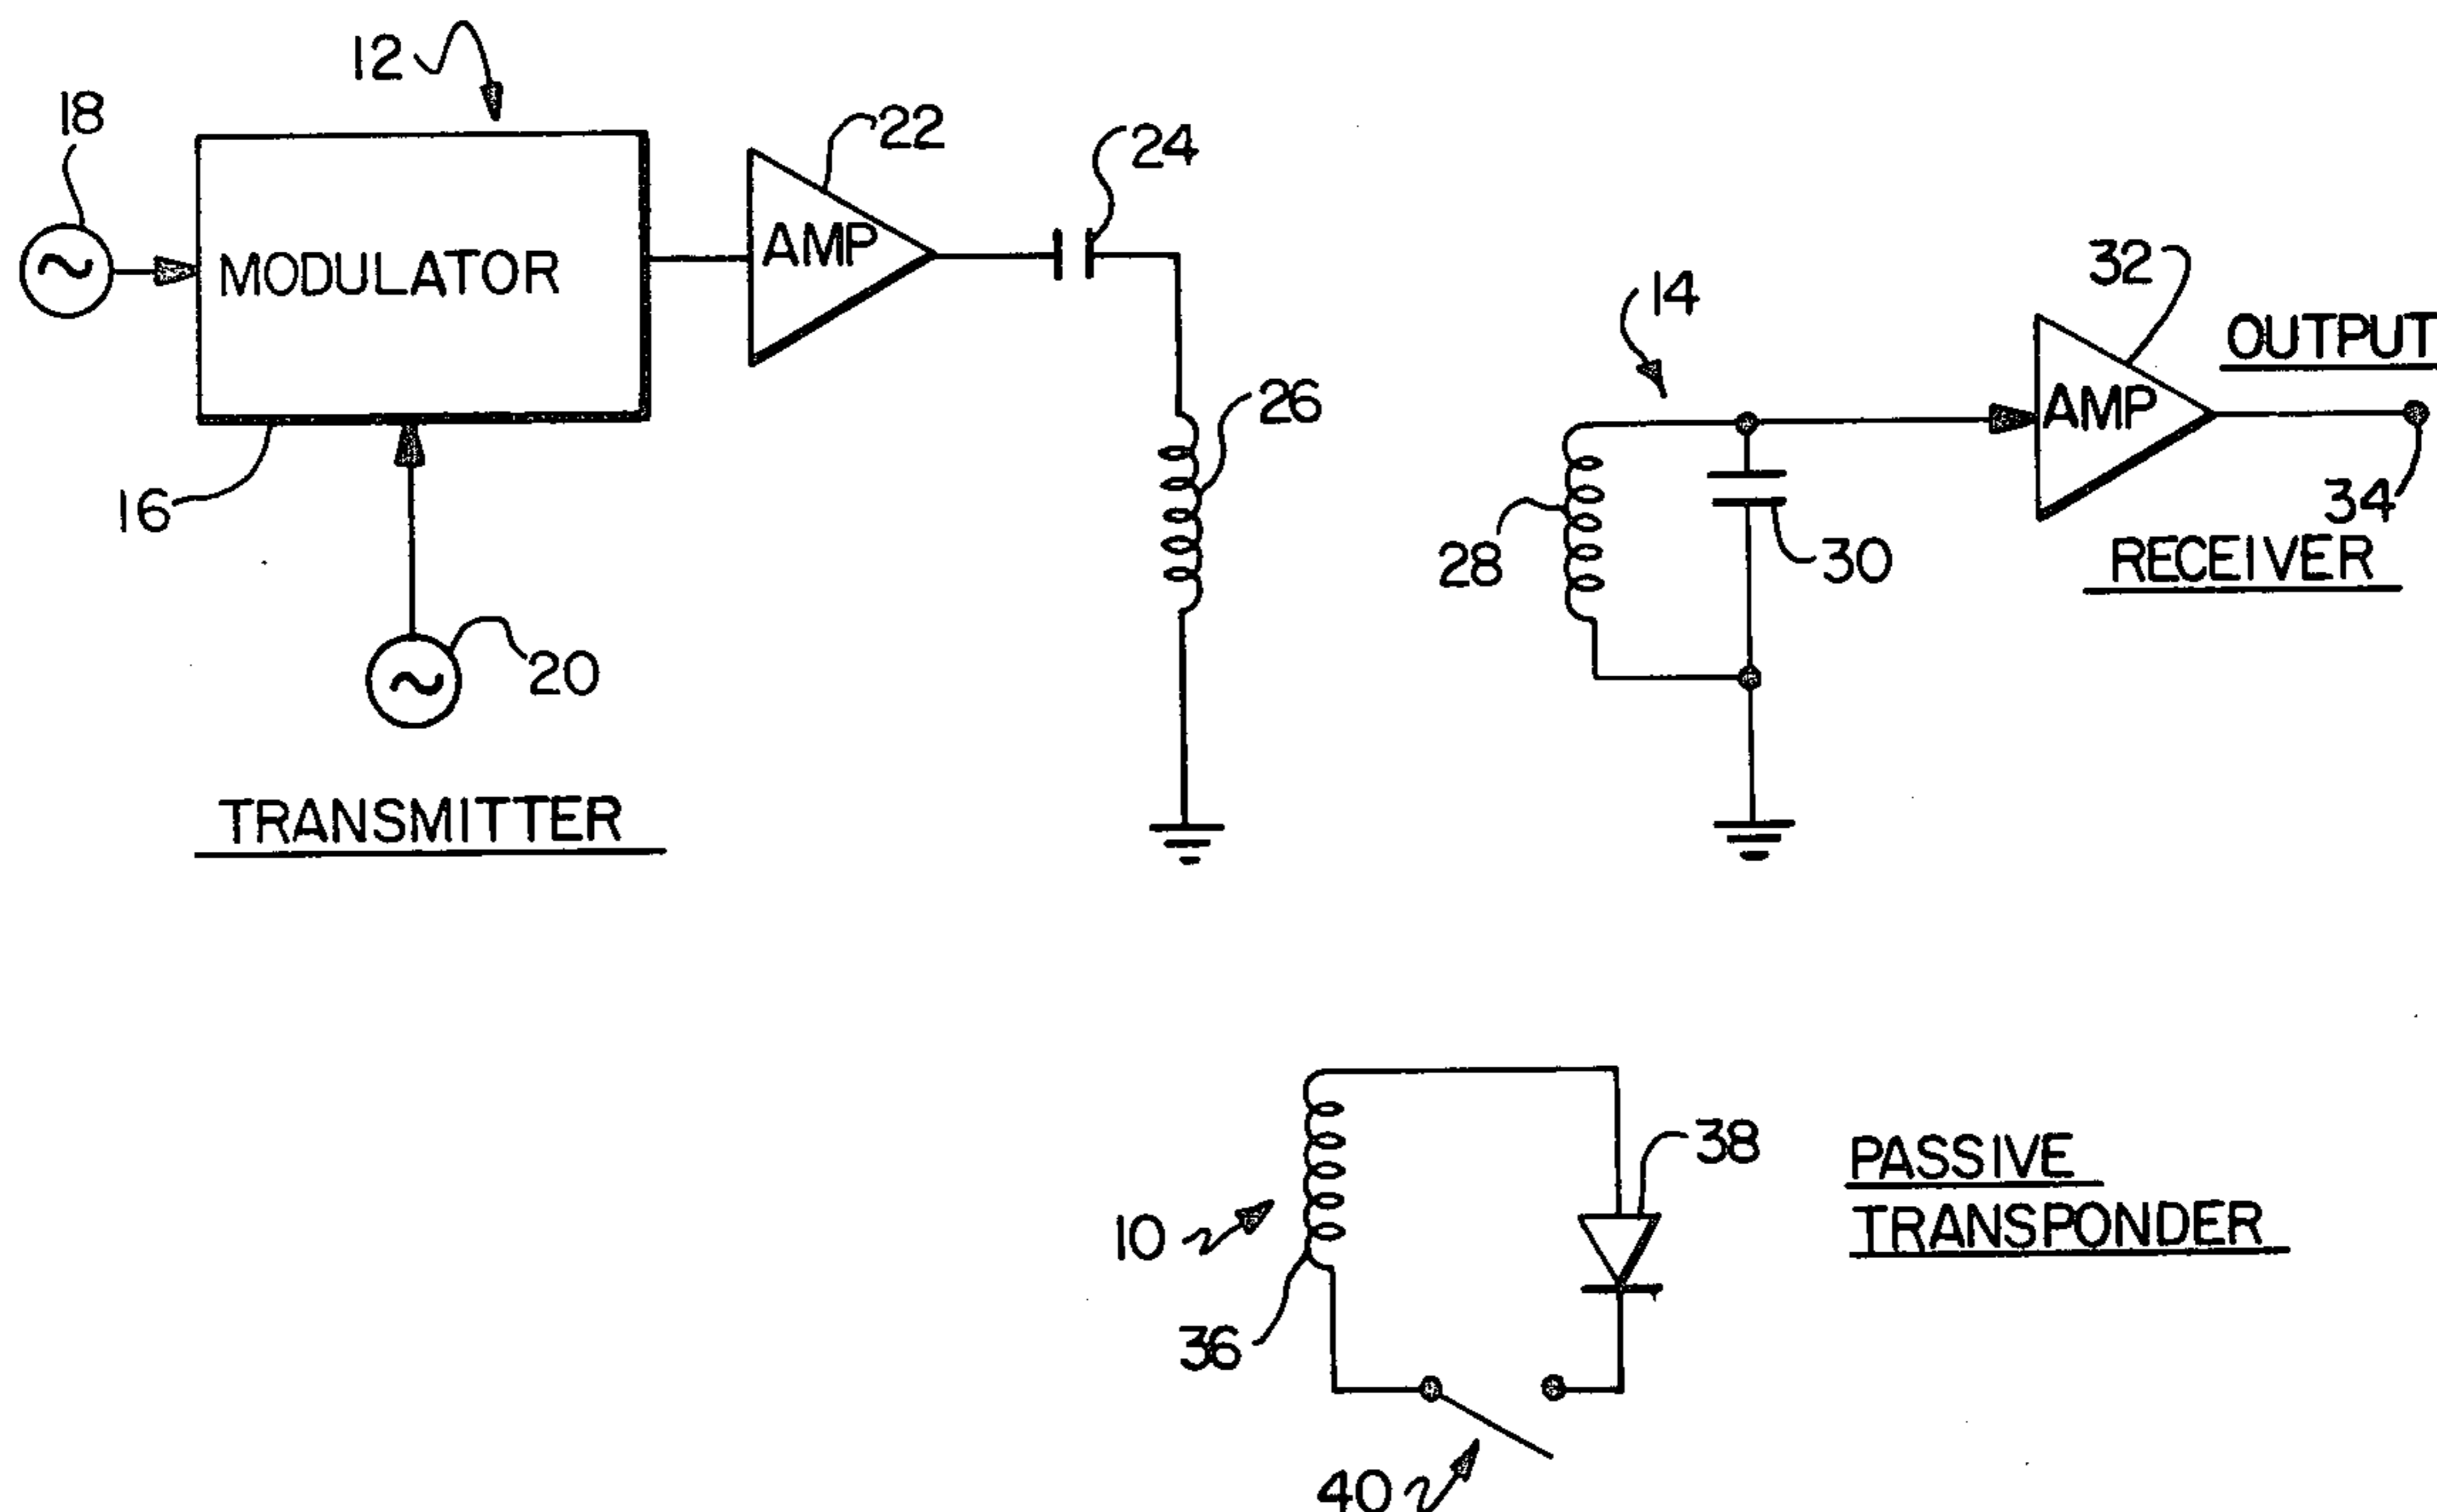 12
18
22
24
AMP
MODULATOR
32
14
OUTPUT
26
AMP
16
34
28
30
RECEIVER
20
TRANSMITTER
38
PASSIVE
TRANSPONDER
10
36
40